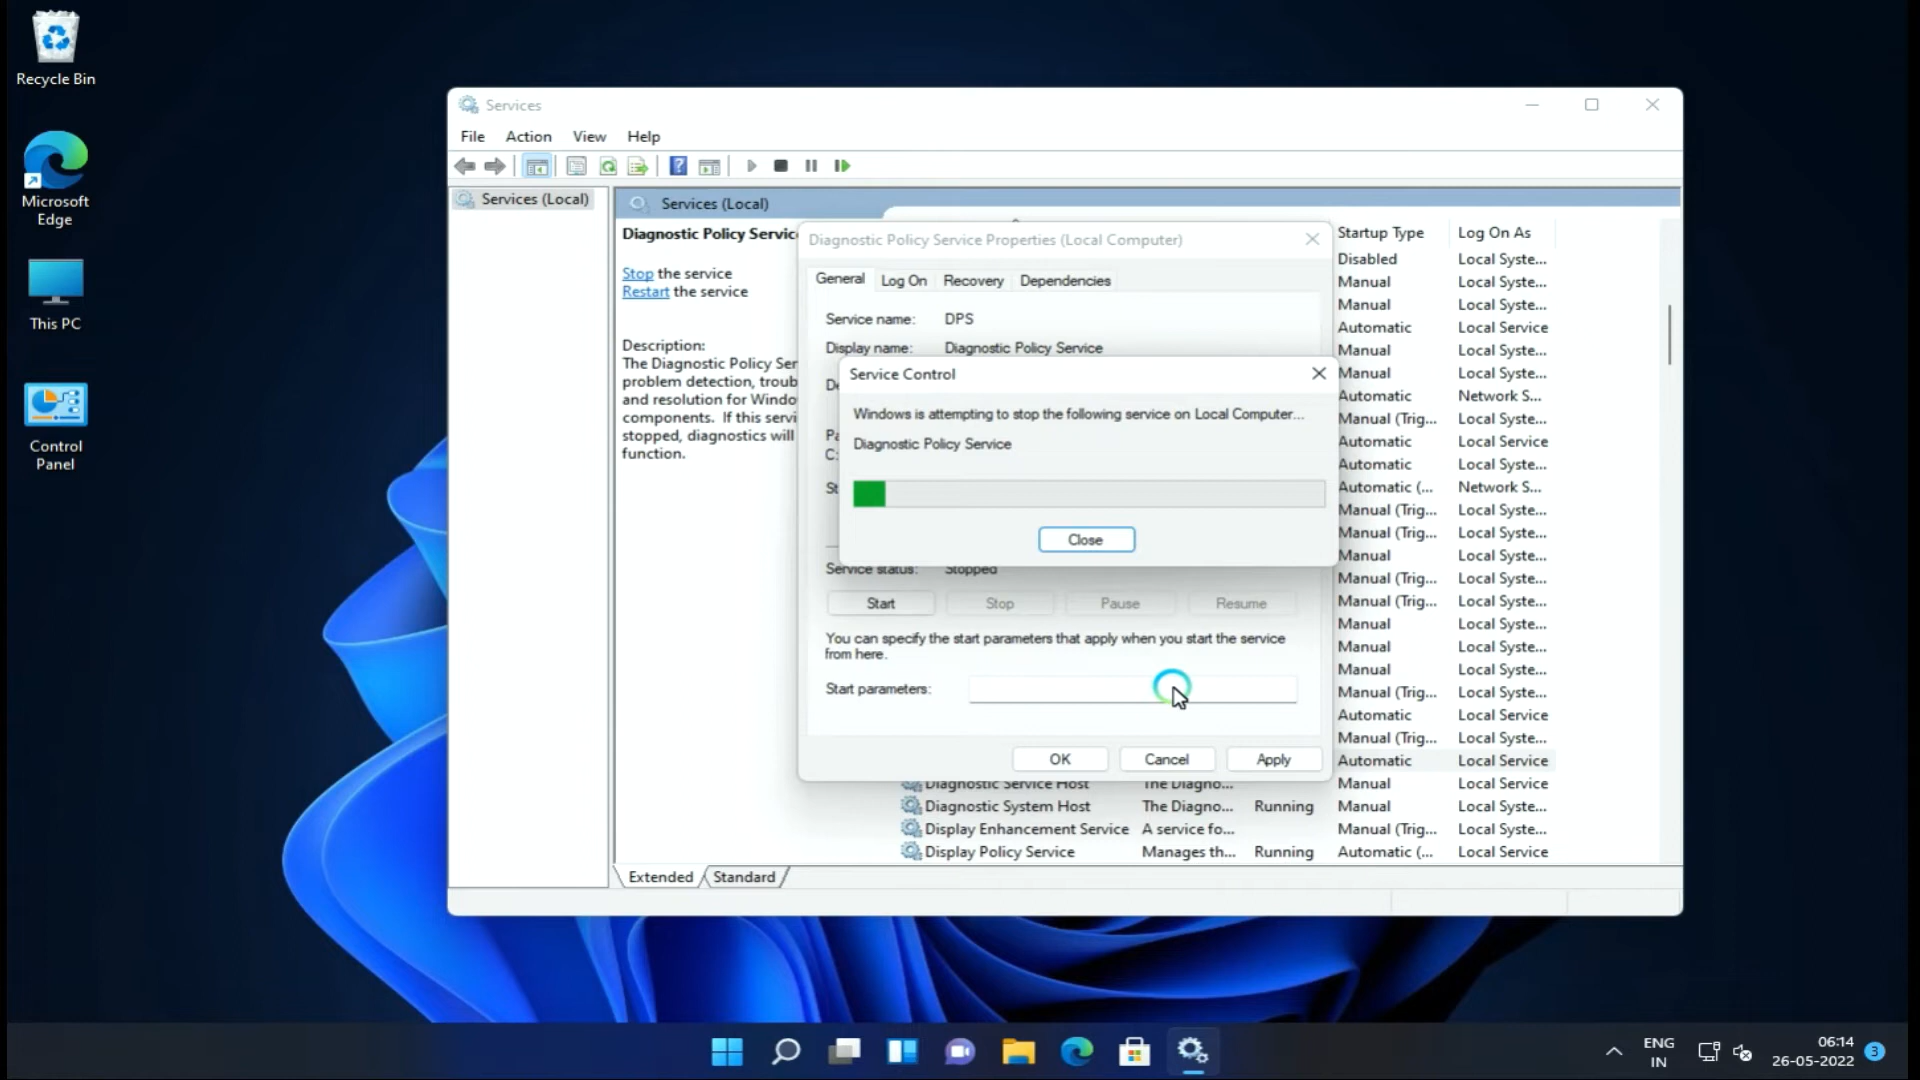 Recycle Bin
Microsoft
Edge
This PC
Control
Panel
Services
File Action View Help
Services (Local)
Services (Local)
Diagnostic Policy Servic
Stop the service
Restart the service
Description:
The Diagnostic Policy Ser
problem detection, troub
and resolution for Windo
components. If this servi
stopped, diagnostics will
function.
Diagnostic Policy Service Properties (Local Computer)
General Log On Recovery Dependencies
Service name: DPS
Display name: Diagnostic Policy Service
De
Pa
C:
St
Service Control
Windows is attempting to stop the following service on Local Computer...
Diagnostic Policy Service
Close
Service status: Stopped
Start Stop Pause Resume
You can specify the start parameters that apply when you start the service
from here.
Start parameters:
OK Cancel Apply
Startup Type Log On As
Disabled Local Syste...
Manual Local Syste...
Manual Local Syste...
Automatic Local Service
Manual Local Syste...
Manual Local Syste...
Automatic Network S...
Manual (Trig... Local Syste...
Automatic Local Service
Automatic Local Syste...
Automatic (... Network S...
Manual (Trig... Local Syste...
Manual (Trig... Local Syste...
Manual Local Syste...
Manual (Trig... Local Syste...
Manual (Trig... Local Syste...
Manual Local Syste...
Manual Local Syste...
Manual Local Syste...
Manual (Trig... Local Syste...
Automatic Local Service
Manual (Trig... Local Syste...
Automatic Local Service
Diagnostic Service Host The Diagno... Manual Local Service
Diagnostic System Host The Diagno... Running Manual Local Syste...
Display Enhancement Service A service fo... Manual (Trig... Local Syste...
Display Policy Service Manages th... Running Automatic (... Local Service
Extended Standard
ENG
IN
06:14
26-05-2022
3